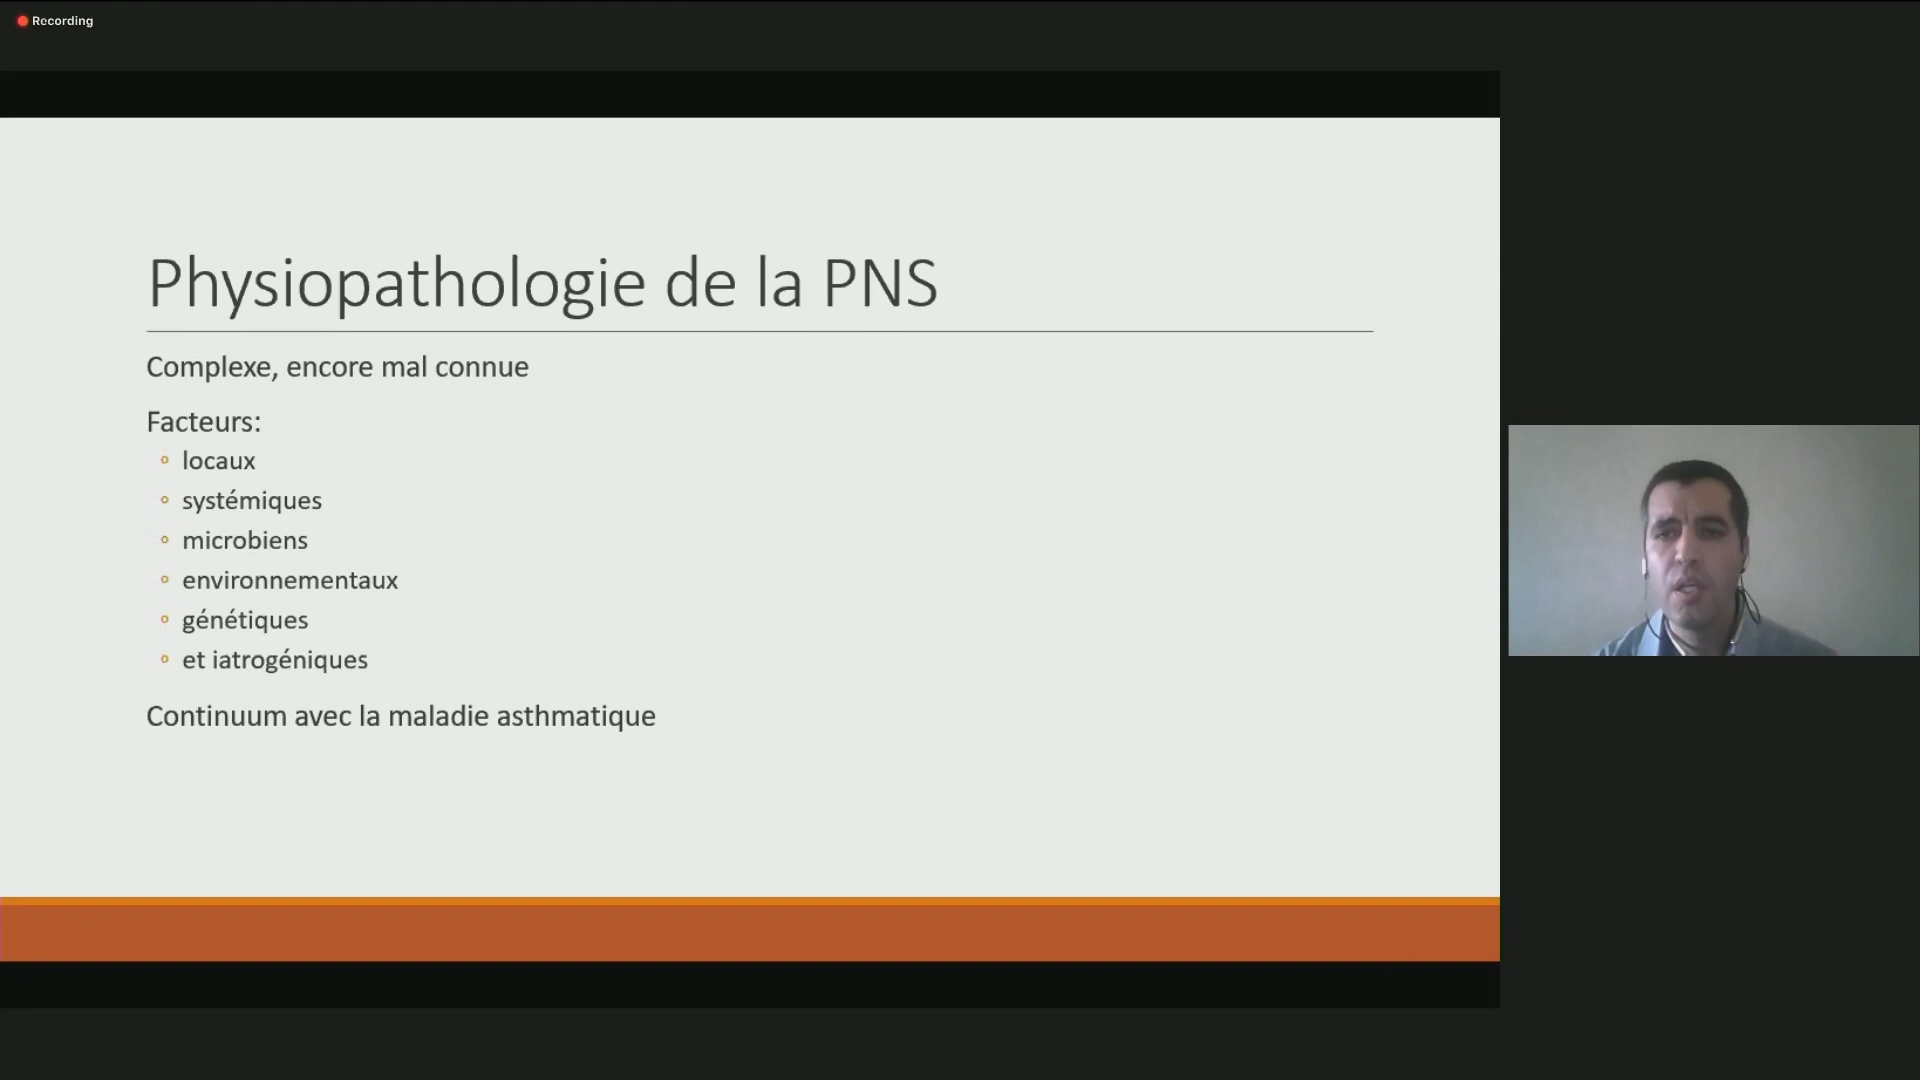 Recording
Physiopathologie de la PNS
Complexe, encore mal connue
Facteurs:
locaux
systémiques
microbiens
environnementaux
génétiques
et iatrogéniques
Continuum avec la maladie asthmatique